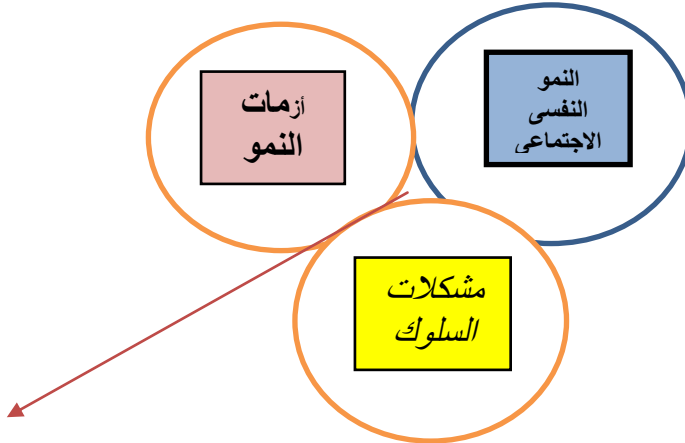 النمو
النفسى
الاجتماعى
أزمات
النمو
مشكلات
السلوك